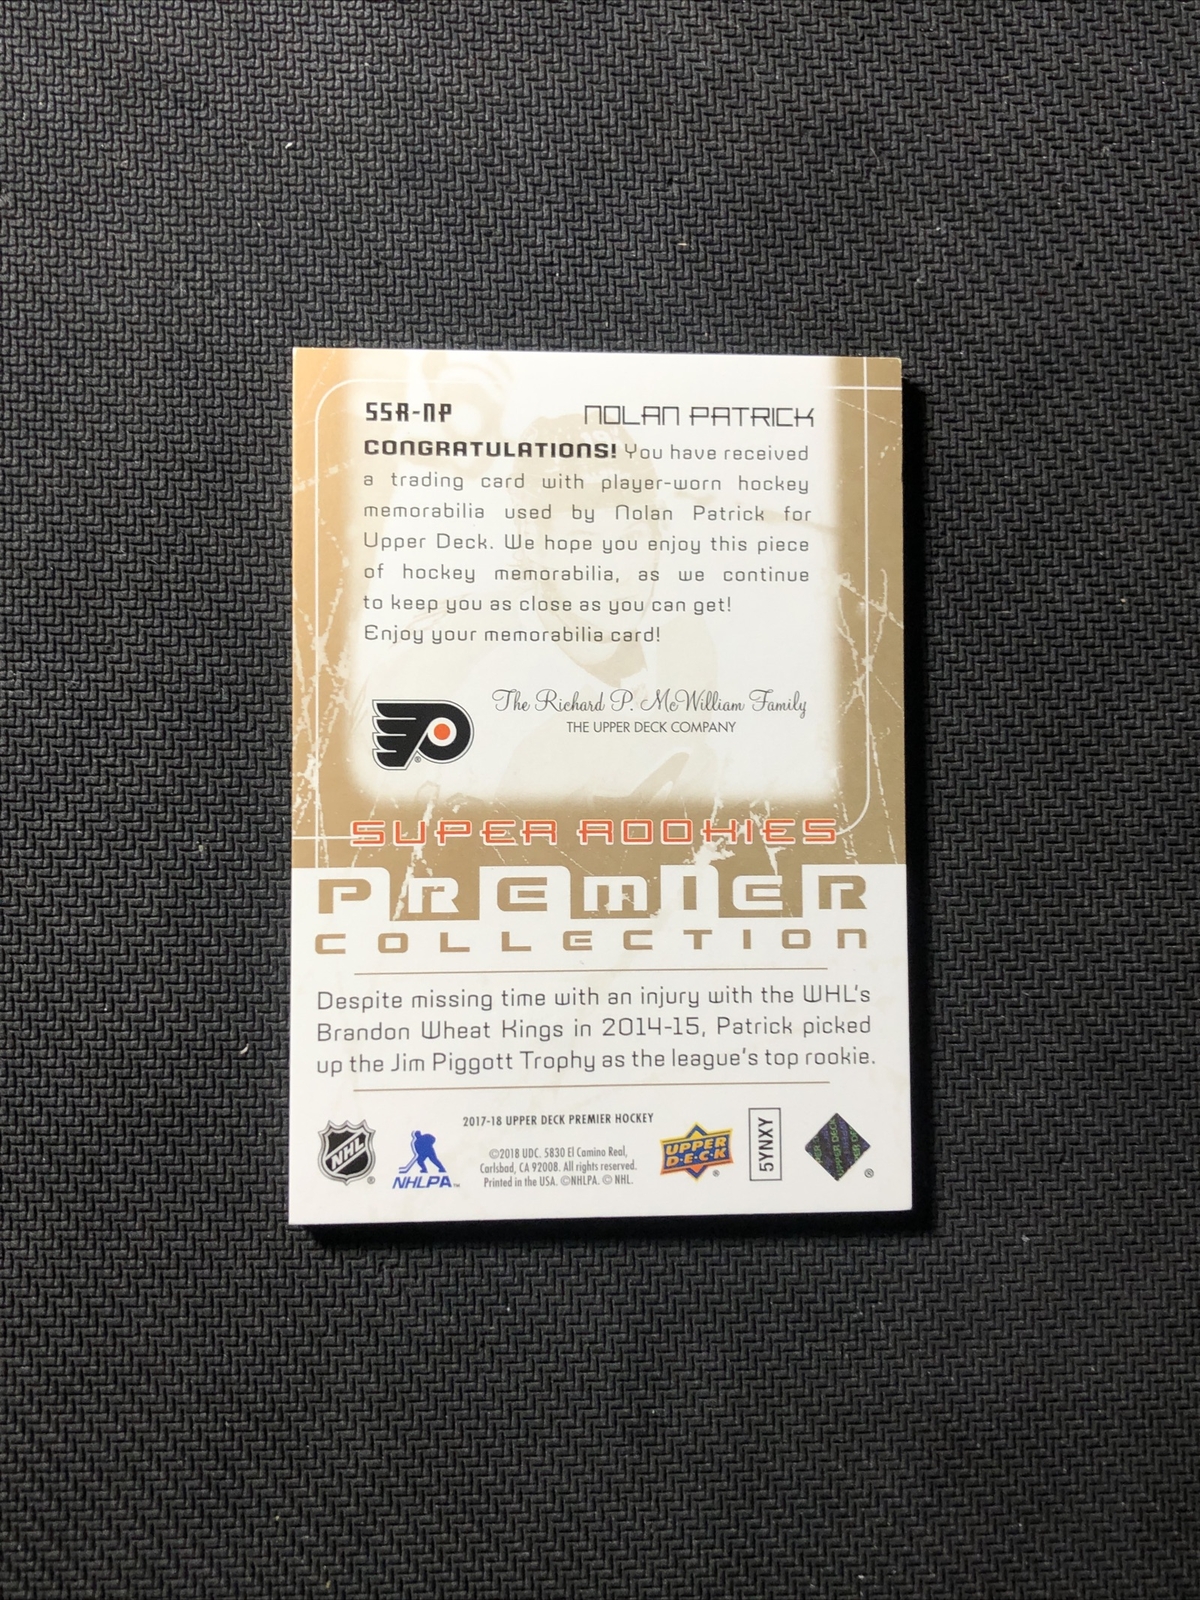 SSR-NP NOLAN PATRICK
CONGRATULATIONS! You have received
a trading card with player-worn hockey
memorabilia used by Nolan Patrick for
Upper Deck. We hope you enjoy this piece
of hockey memorabilia, as we continue
to keep you as close as you can get!
Enjoy your memorabilia card!
The Richard P. McWilliam Family
THE UPPER DECK COMPANY
®
SUPER ROOKIES
PREMIER
COLLECTION
Despite missing time with an injury with the WHL's
Brandon Wheat Kings in 2014-15, Patrick picked
up the Jim Piggott Trophy as the league's top rookie.
2017-18 UPPER DECK PREMIER HOCKEY
©2018 UDC. 5830 El Camino Real,
Carlsbad, CA 92008. All rights reserved.
Printed in the USA. ©NHLPA. © NHL.
NHL ®
NHLPA ™
UPPER
D·E·C·K ®
5YNXY
UPPER DECK